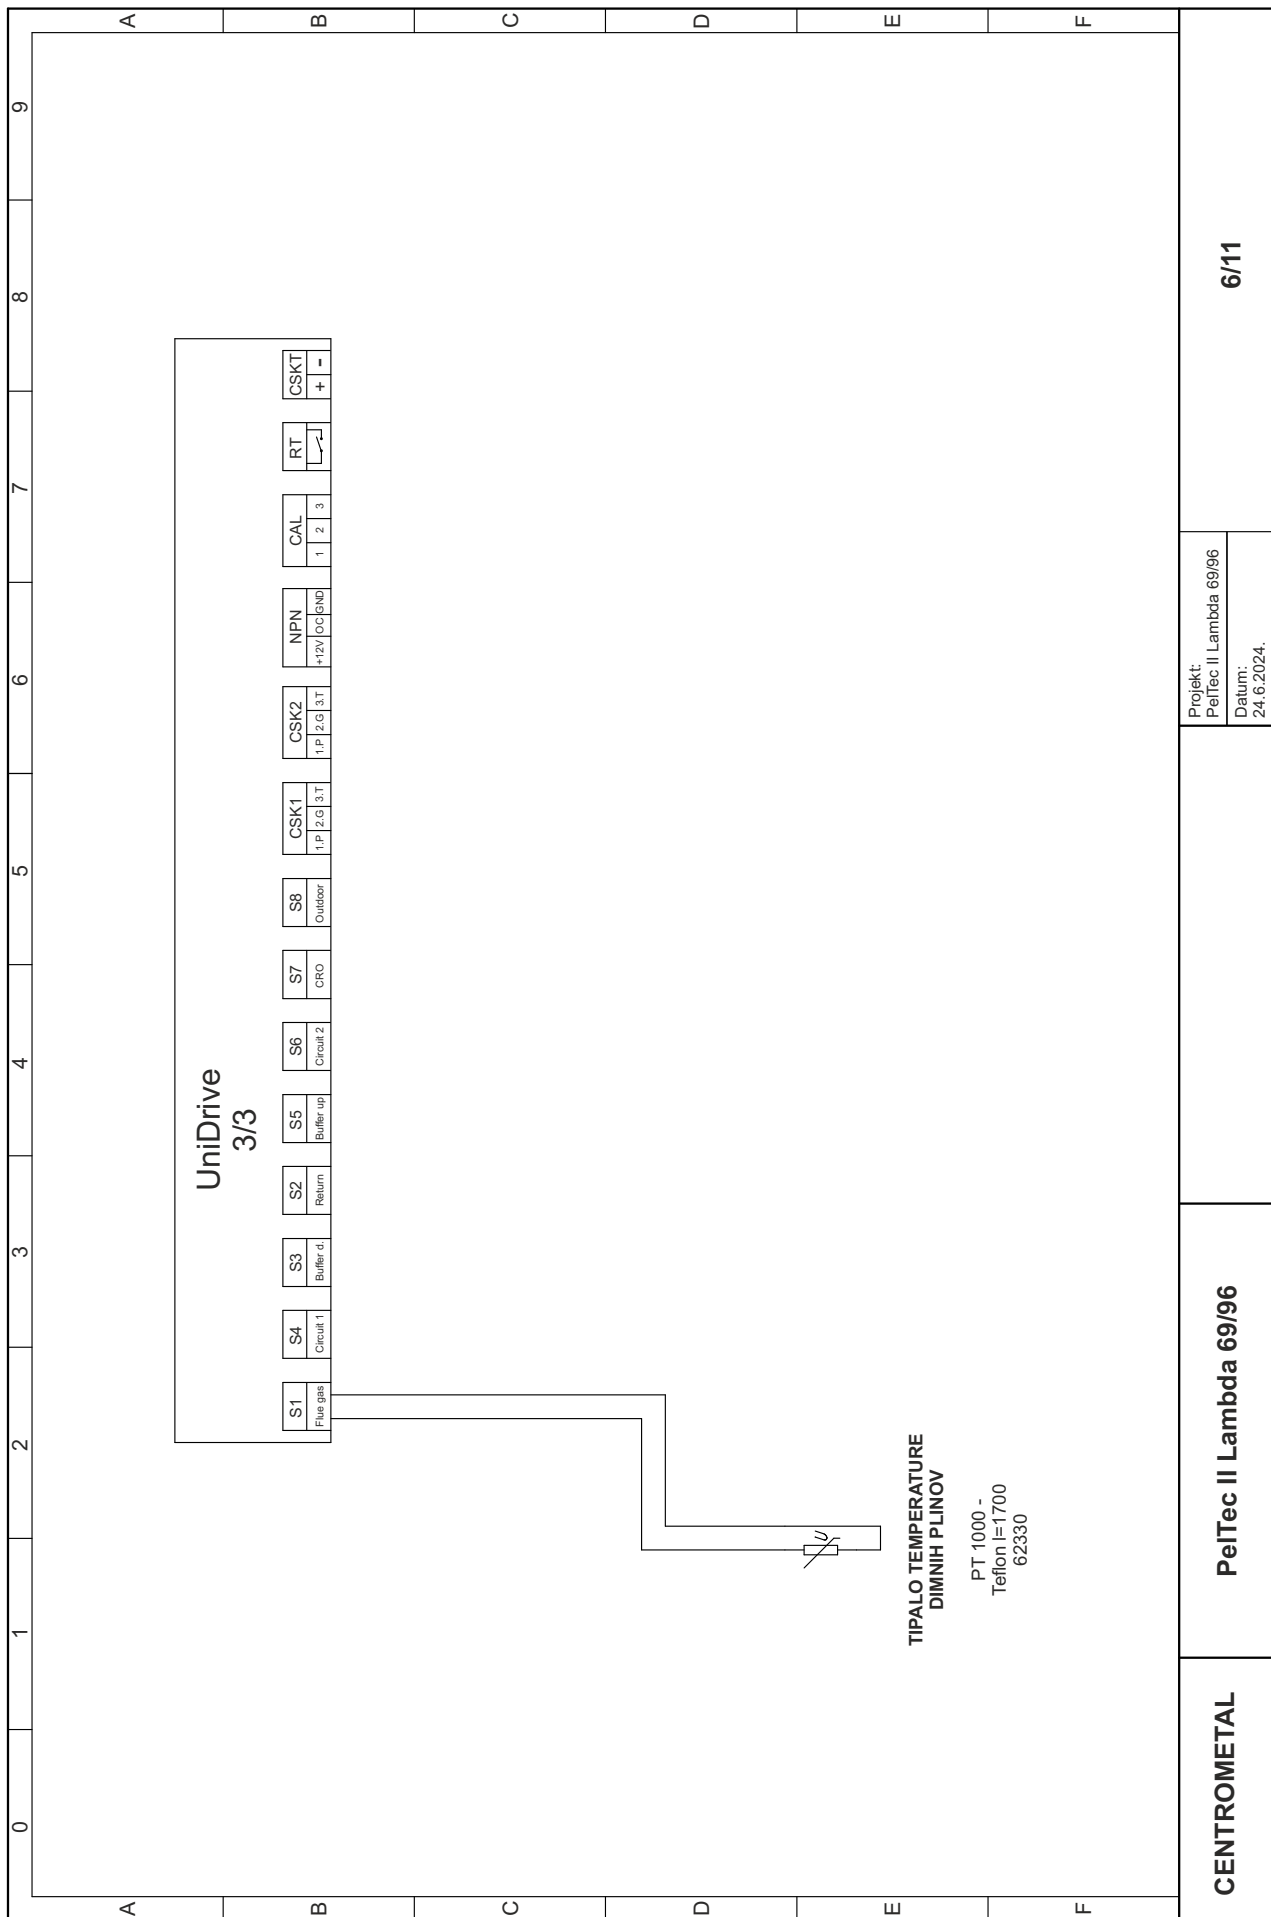 0 1 2 3 4 5 6 7 8 9
A A
B B
C C
D D
E E
F F
UniDrive
3/3
S1 S4 S3 S2 S5 S6 S7 S8 CSK1 CSK2 NPN CAL RT CSKT
Flue gas Circuit 1 Buffer d. Return Buffer up Circuit 2 CRO Outdoor 1.P 2.G 3.T 1.P 2.G 3.T +12V OC GND 1 2 3 + -
U
TIPALO TEMPERATURE
DIMNIH PLINOV
PT 1000 -
Teflon l=1700
62330
CENTROMETAL
PelTec II Lambda 69/96
Projekt:
PelTec II Lambda 69/96
Datum:
24.6.2024.
6/11